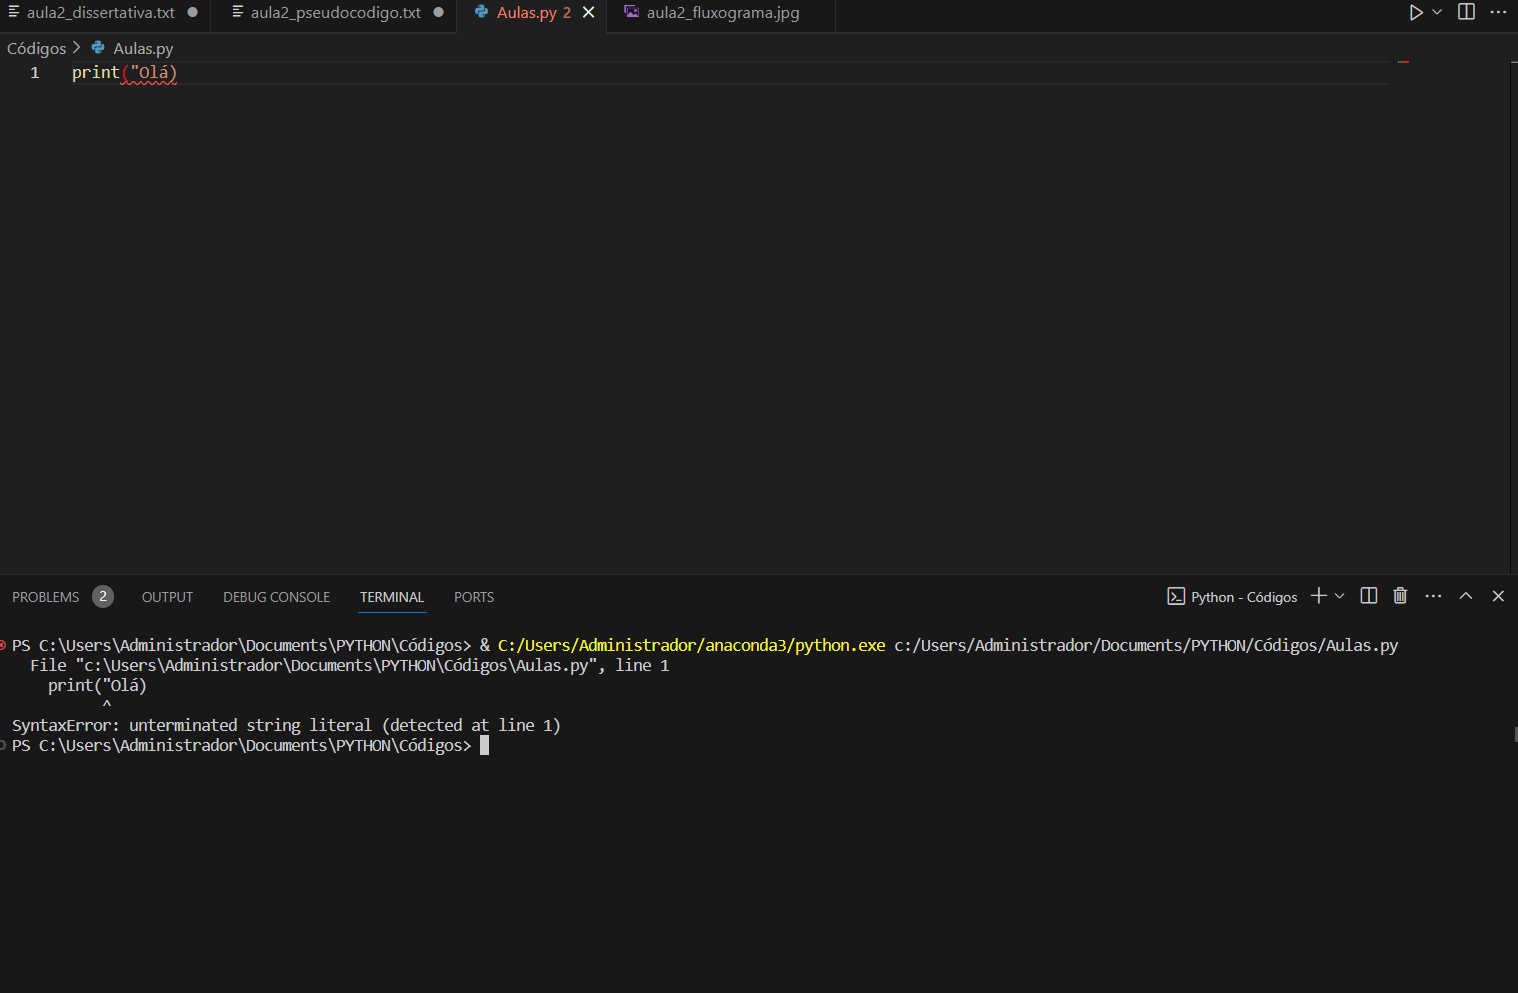 aula2_dissertativa.txt ● aula2_pseudocodigo.txt ● Aulas.py 2 aula2_fluxograma.jpg
Códigos > Aulas.py
1 print("Olá)
PROBLEMS 2 OUTPUT DEBUG CONSOLE TERMINAL PORTS Python - Códigos
PS C:\Users\Administrador\Documents\PYTHON\Códigos> & C:/Users/Administrador/anaconda3/python.exe c:/Users/Administrador/Documents/PYTHON/Códigos/Aulas.py
File "c:\Users\Administrador\Documents\PYTHON\Códigos\Aulas.py", line 1
print("Olá)
^
SyntaxError: unterminated string literal (detected at line 1)
PS C:\Users\Administrador\Documents\PYTHON\Códigos>